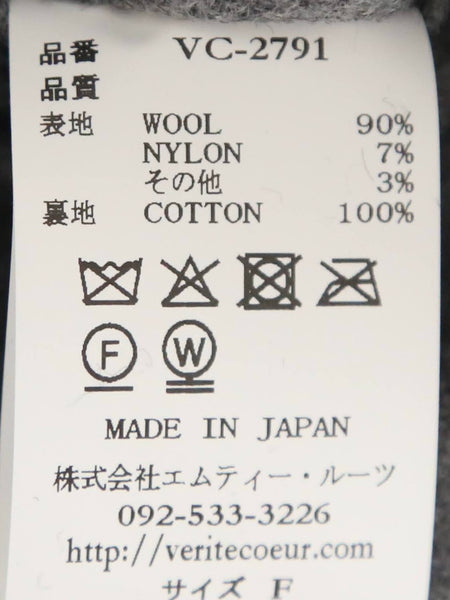 品番 VC-2791
品質
表地 WOOL 90%
NYLON 7%
その他 3%
裏地 COTTON 100%
F W
MADE IN JAPAN
株式会社エムティー・ルーツ
092-533-3226
http://veritecoeur.com
サイズ F